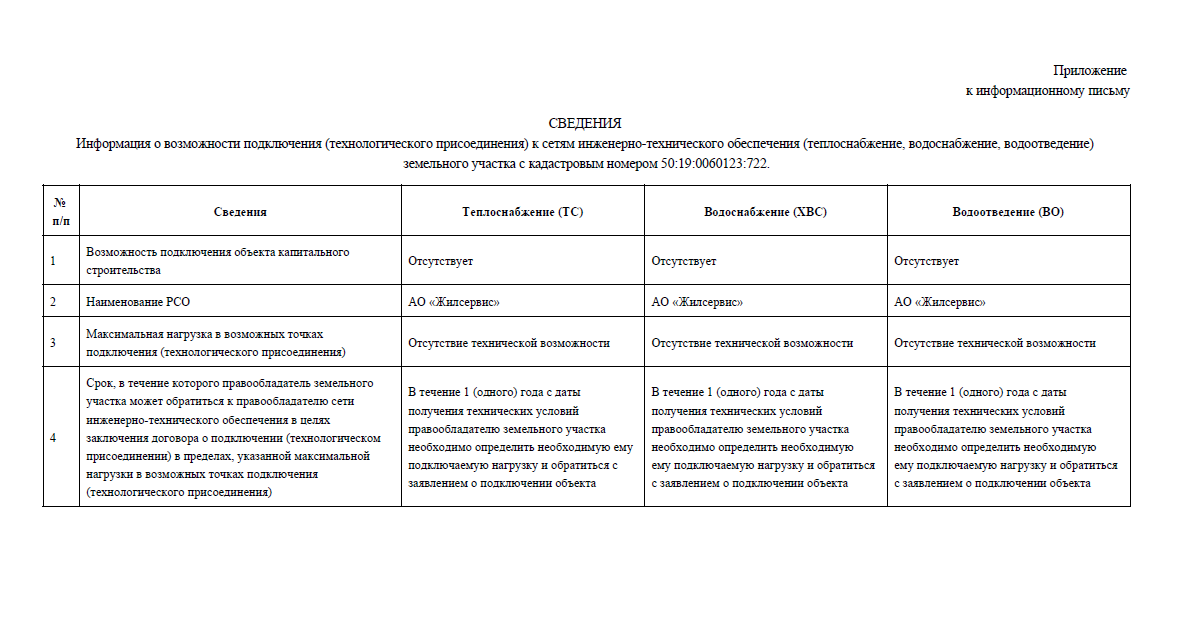 Приложение
к информационному письму
СВЕДЕНИЯ
Информация о возможности подключения (технологического присоединения) к сетям инженерно-технического обеспечения (теплоснабжение, водоснабжение, водоотведение)
земельного участка с кадастровым номером 50:19:0060123:722.
№
п/п
Сведения
Теплоснабжение (ТС)
Водоснабжение (ХВС)
Водоотведение (ВО)
1
Возможность подключения объекта капитального
строительства
Отсутствует
Отсутствует
Отсутствует
2
Наименование РСО
АО «Жилсервис»
АО «Жилсервис»
АО «Жилсервис»
3
Максимальная нагрузка в возможных точках
подключения (технологического присоединения)
Отсутствие технической возможности
Отсутствие технической возможности
Отсутствие технической возможности
4
Срок, в течение которого правообладатель земельного
участка может обратиться к правообладателю сети
инженерно-технического обеспечения в целях
заключения договора о подключении (технологическом
присоединении) в пределах, указанной максимальной
нагрузки в возможных точках подключения
(технологического присоединения)
В течение 1 (одного) года с даты
получения технических условий
правообладателю земельного участка
необходимо определить необходимую ему
подключаемую нагрузку и обратиться с
заявлением о подключении объекта
В течение 1 (одного) года с даты
получения технических условий
правообладателю земельного участка
необходимо определить необходимую
ему подключаемую нагрузку и обратиться
с заявлением о подключении объекта
В течение 1 (одного) года с даты
получения технических условий
правообладателю земельного участка
необходимо определить необходимую
ему подключаемую нагрузку и обратиться
с заявлением о подключении объекта